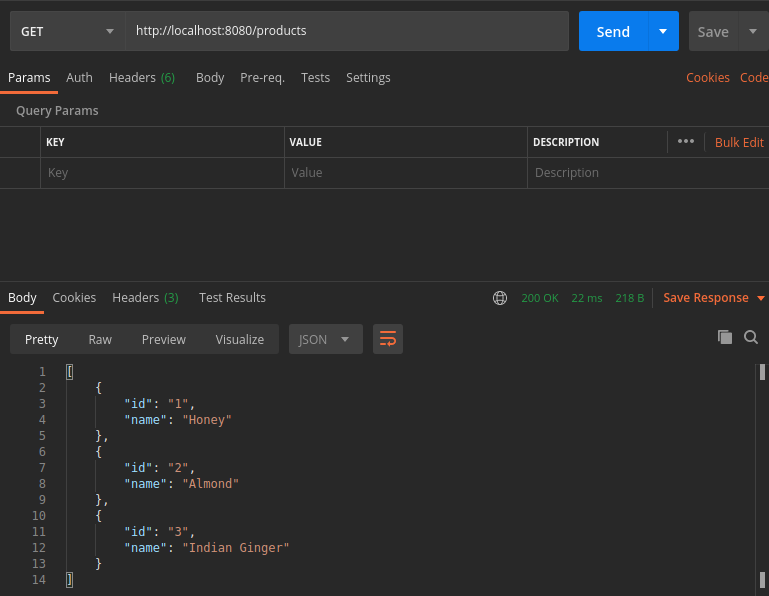 GET http://localhost:8080/products Send Save
Params Auth Headers (6) Body Pre-req. Tests Settings Cookies Code
Query Params
KEY VALUE DESCRIPTION ••• Bulk Edit
Key Value Description
Body Cookies Headers (3) Test Results 200 OK 22 ms 218 B Save Response
Pretty Raw Preview Visualize JSON
1 [
2 {
3 "id": "1",
4 "name": "Honey"
5 },
6 {
7 "id": "2",
8 "name": "Almond"
9 },
10 {
11 "id": "3",
12 "name": "Indian Ginger"
13 }
14 ]